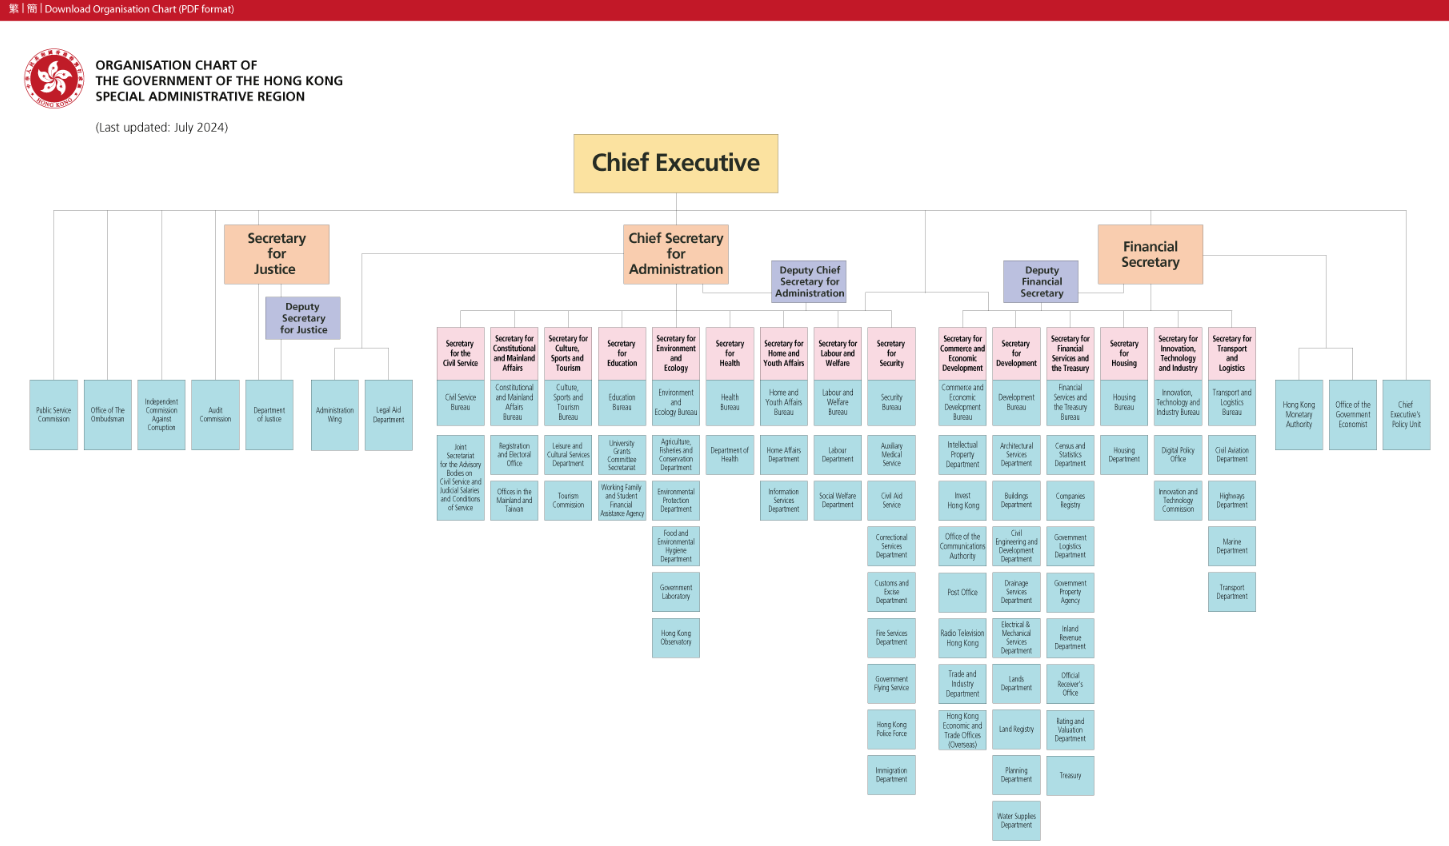 繁 | 簡 | Download Organisation Chart (PDF format)
ORGANISATION CHART OF
THE GOVERNMENT OF THE HONG KONG
SPECIAL ADMINISTRATIVE REGION
(Last updated: July 2024)
HONG KONG
Chief Executive
Secretary
for
Justice
Chief Secretary
for
Administration
Financial
Secretary
Deputy Chief
Secretary for
Administration
Deputy
Financial
Secretary
Deputy
Secretary
for Justice
Public Service
Commission
Office of The
Ombudsman
Independent
Commission
Against
Corruption
Audit
Commission
Department
of Justice
Administration
Wing
Legal Aid
Department
Secretary
for the
Civil Service
Civil Service
Bureau
Joint
Secretariat
for the Advisory
Bodies on
Civil Service and
Judicial Salaries
and Conditions
of Service
Secretary for
Constitutional
and Mainland
Affairs
Constitutional
and Mainland
Affairs
Bureau
Registration
and Electoral
Office
Offices in the
Mainland and
Taiwan
Secretary for
Culture,
Sports and
Tourism
Culture,
Sports and
Tourism
Bureau
Leisure and
Cultural Services
Department
Tourism
Commission
Secretary
for
Education
Education
Bureau
University
Grants
Committee
Secretariat
Working Family
and Student
Financial
Assistance Agency
Secretary for
Environment
and
Ecology
Environment
and
Ecology Bureau
Agriculture,
Fisheries and
Conservation
Department
Environmental
Protection
Department
Food and
Environmental
Hygiene
Department
Government
Laboratory
Hong Kong
Observatory
Secretary
for
Health
Health
Bureau
Department of
Health
Secretary for
Home and
Youth Affairs
Home and
Youth Affairs
Bureau
Home Affairs
Department
Information
Services
Department
Secretary for
Labour and
Welfare
Labour and
Welfare
Bureau
Labour
Department
Social Welfare
Department
Secretary
for
Security
Security
Bureau
Auxiliary
Medical
Service
Civil Aid
Service
Correctional
Services
Department
Customs and
Excise
Department
Fire Services
Department
Government
Flying Service
Hong Kong
Police Force
Immigration
Department
Secretary for
Commerce and
Economic
Development
Commerce and
Economic
Development
Bureau
Intellectual
Property
Department
Invest
Hong Kong
Office of the
Communications
Authority
Post Office
Radio Television
Hong Kong
Trade and
Industry
Department
Hong Kong
Economic and
Trade Offices
(Overseas)
Secretary
for
Development
Development
Bureau
Architectural
Services
Department
Buildings
Department
Civil
Engineering and
Development
Department
Drainage
Services
Department
Electrical &
Mechanical
Services
Department
Lands
Department
Land Registry
Planning
Department
Water Supplies
Department
Secretary for
Financial
Services and
the Treasury
Financial
Services and
the Treasury
Bureau
Census and
Statistics
Department
Companies
Registry
Government
Logistics
Department
Government
Property
Agency
Inland
Revenue
Department
Official
Receiver's
Office
Rating and
Valuation
Department
Treasury
Secretary
for
Housing
Housing
Bureau
Housing
Department
Secretary for
Innovation,
Technology
and Industry
Innovation,
Technology and
Industry Bureau
Digital Policy
Office
Innovation and
Technology
Commission
Secretary for
Transport
and
Logistics
Transport and
Logistics
Bureau
Civil Aviation
Department
Highways
Department
Marine
Department
Transport
Department
Hong Kong
Monetary
Authority
Office of the
Government
Economist
Chief
Executive's
Policy Unit